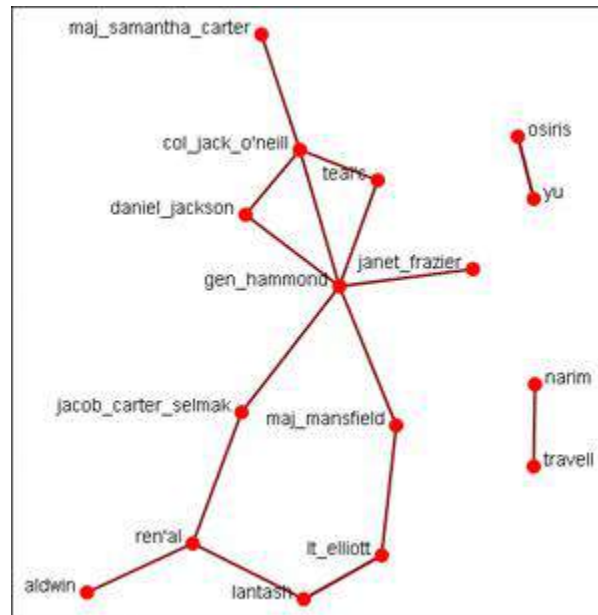 maj_samantha_carter
osiris
col_jack_o'neill
teal'c
yu
daniel_jackson
janet_frazier
gen_hammond
narim
jacob_carter_selmak
maj_mansfield
travell
ren'al
lt_elliott
aldwin
lantash